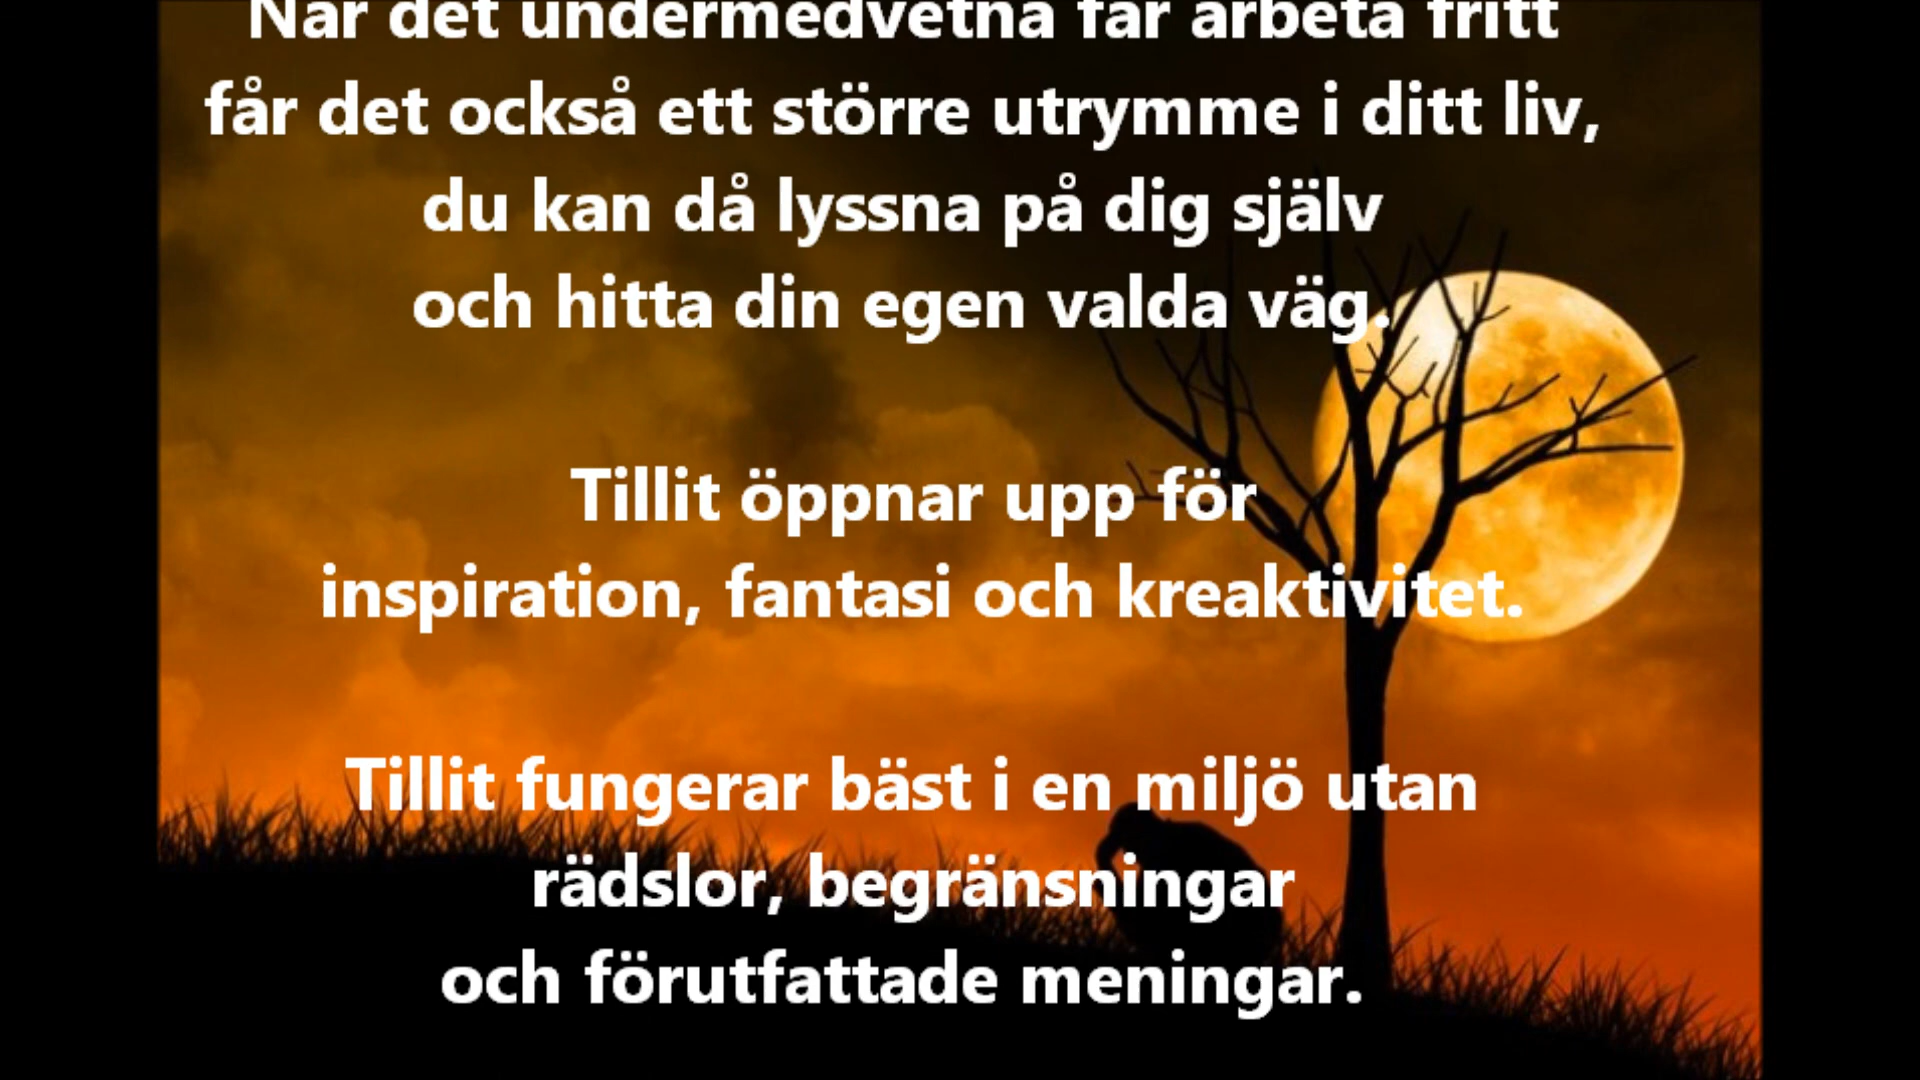 När det undermedvetna får arbeta fritt
får det också ett större utrymme i ditt liv,
du kan då lyssna på dig själv
och hitta din egen valda väg.
Tillit öppnar upp för
inspiration, fantasi och kreaktivitet.
Tillit fungerar bäst i en miljö utan
rädslor, begränsningar
och förutfattade meningar.